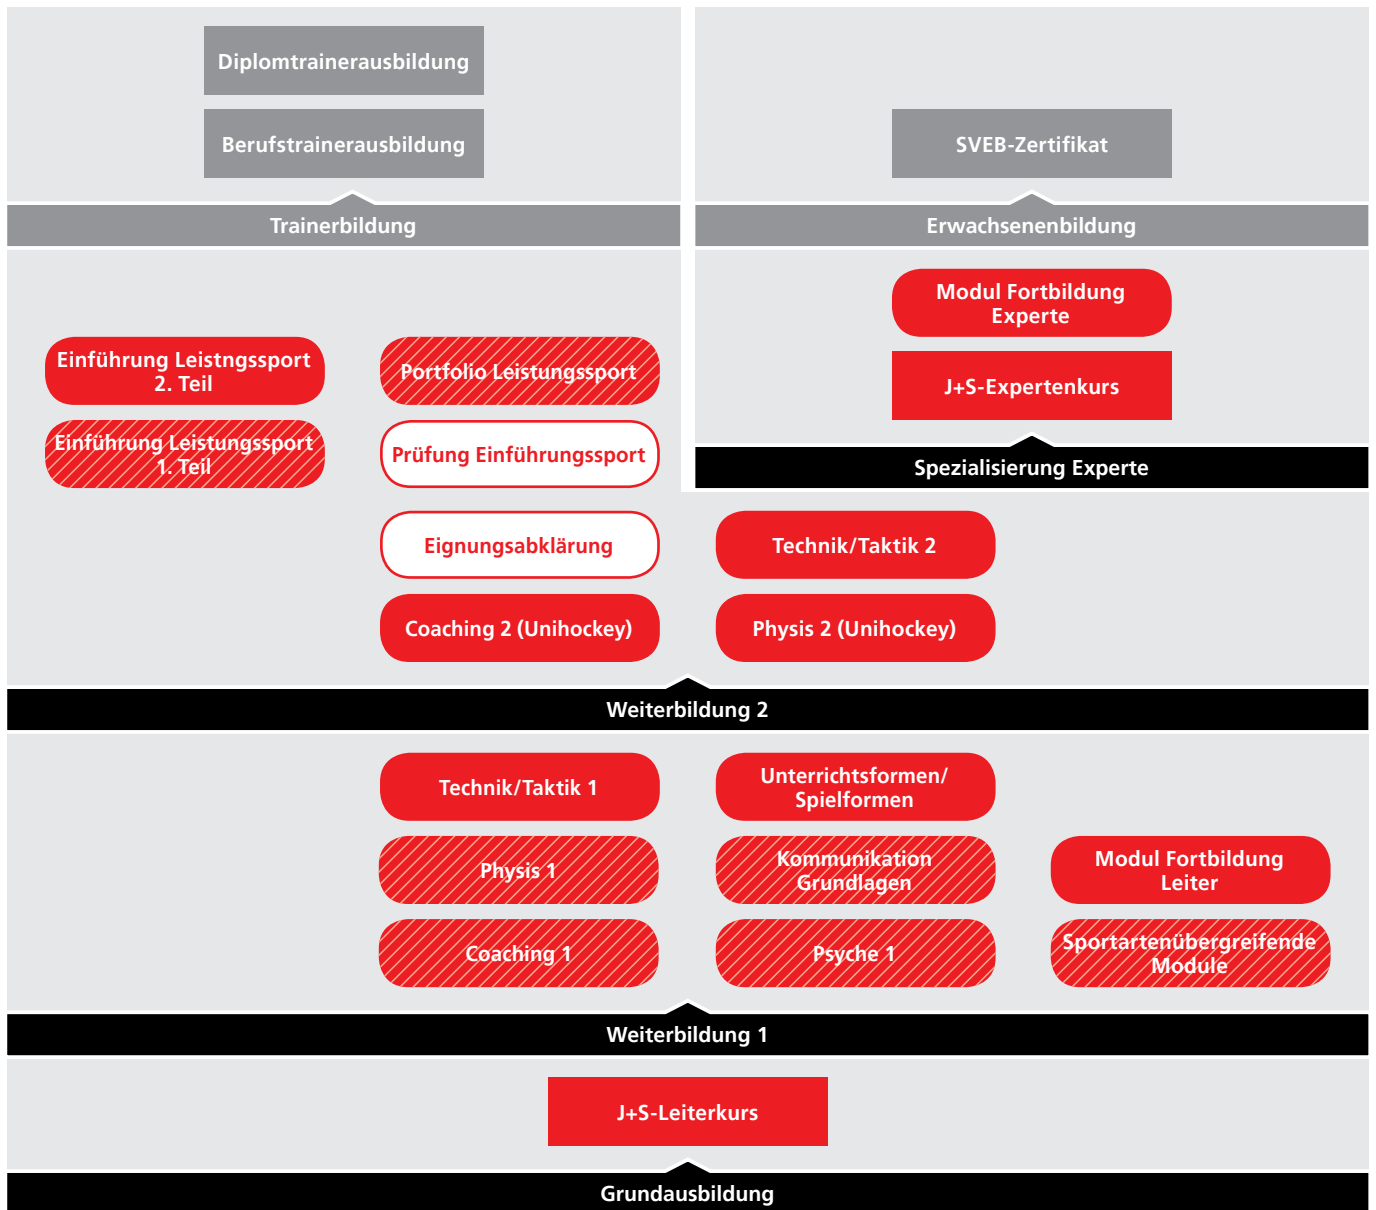 Diplomtrainerausbildung
Berufstrainerausbildung
SVEB-Zertifikat
Trainerbildung
Erwachsenenbildung
Modul Fortbildung
Experte
Einführung Leistngssport
2. Teil
Portfolio Leistungssport
J+S-Expertenkurs
Einführung Leistungssport
1. Teil
Prüfung Einführungssport
Spezialisierung Experte
Eignungsabklärung
Technik/Taktik 2
Coaching 2 (Unihockey)
Physis 2 (Unihockey)
Weiterbildung 2
Technik/Taktik 1
Unterrichtsformen/
Spielformen
Physis 1
Kommunikation
Grundlagen
Modul Fortbildung
Leiter
Coaching 1
Psyche 1
Sportartenübergreifende
Module
Weiterbildung 1
J+S-Leiterkurs
Grundausbildung